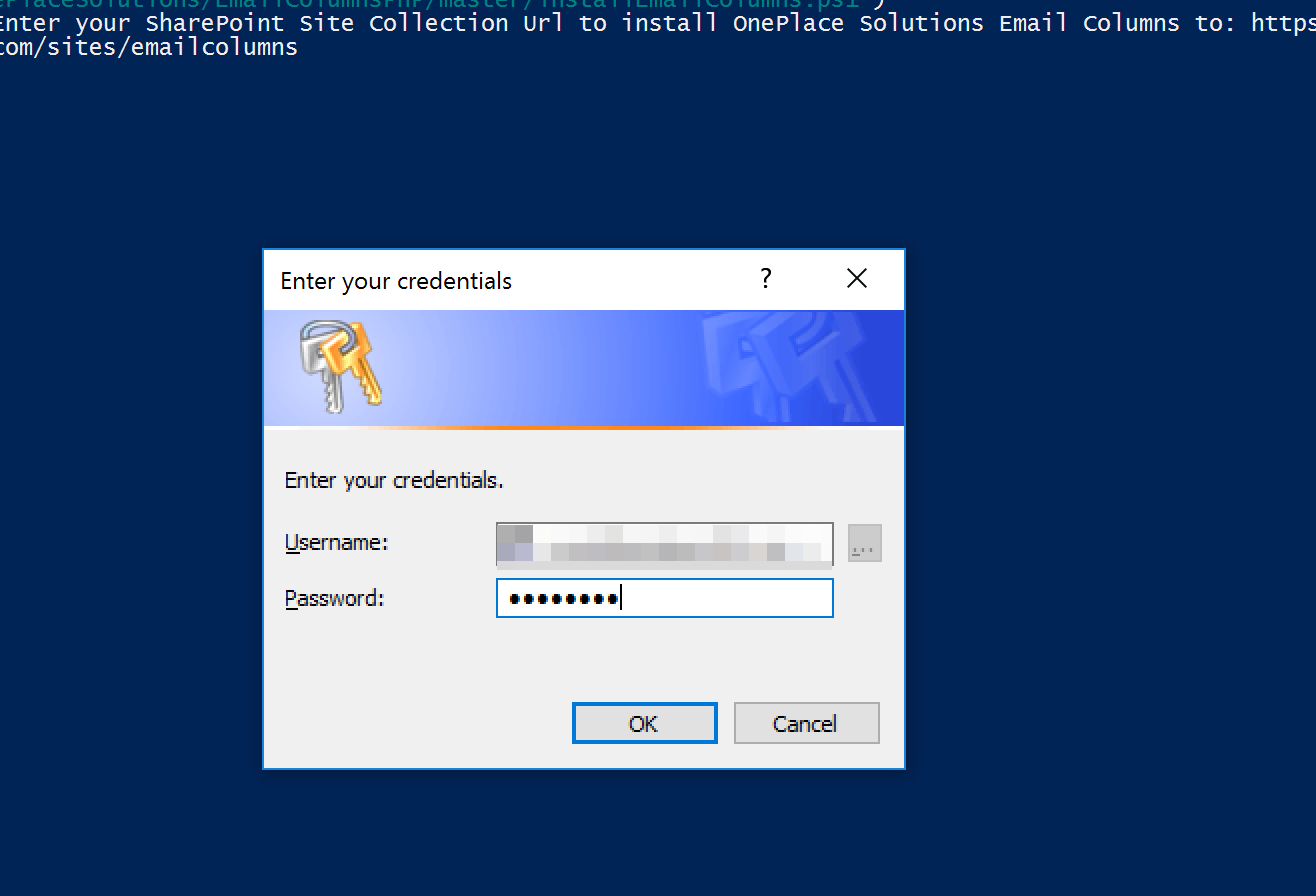 ePlaceSolutions/EmailColumnsPnP/master/InstallEmailColumns.ps1')
Enter your SharePoint Site Collection Url to install OnePlace Solutions Email Columns to: https
com/sites/emailcolumns
Enter your credentials ?
Enter your credentials.
Username: ...
Password: ●●●●●●●●
OK Cancel